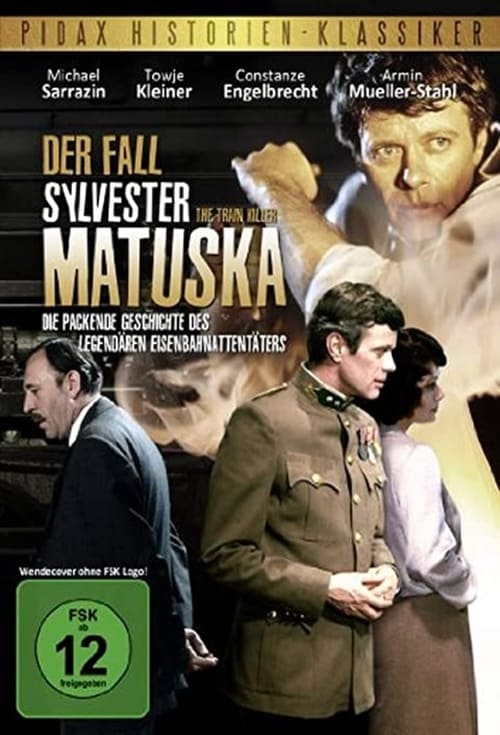 PIDAX HISTORIEN-KLASSIKER
Michael Sarrazin
Towje Kleiner
Constanze Engelbrecht
Armin Mueller-Stahl
DER FALL
SYLVESTER
THE TRAIN KILLER
MATUSKA
DIE PACKENDE GESCHICHTE DES
LEGENDÄREN EISENBAHNATTENTÄTERS
Wendecover ohne FSK Logo!
FSK
ab
12
freigegeben